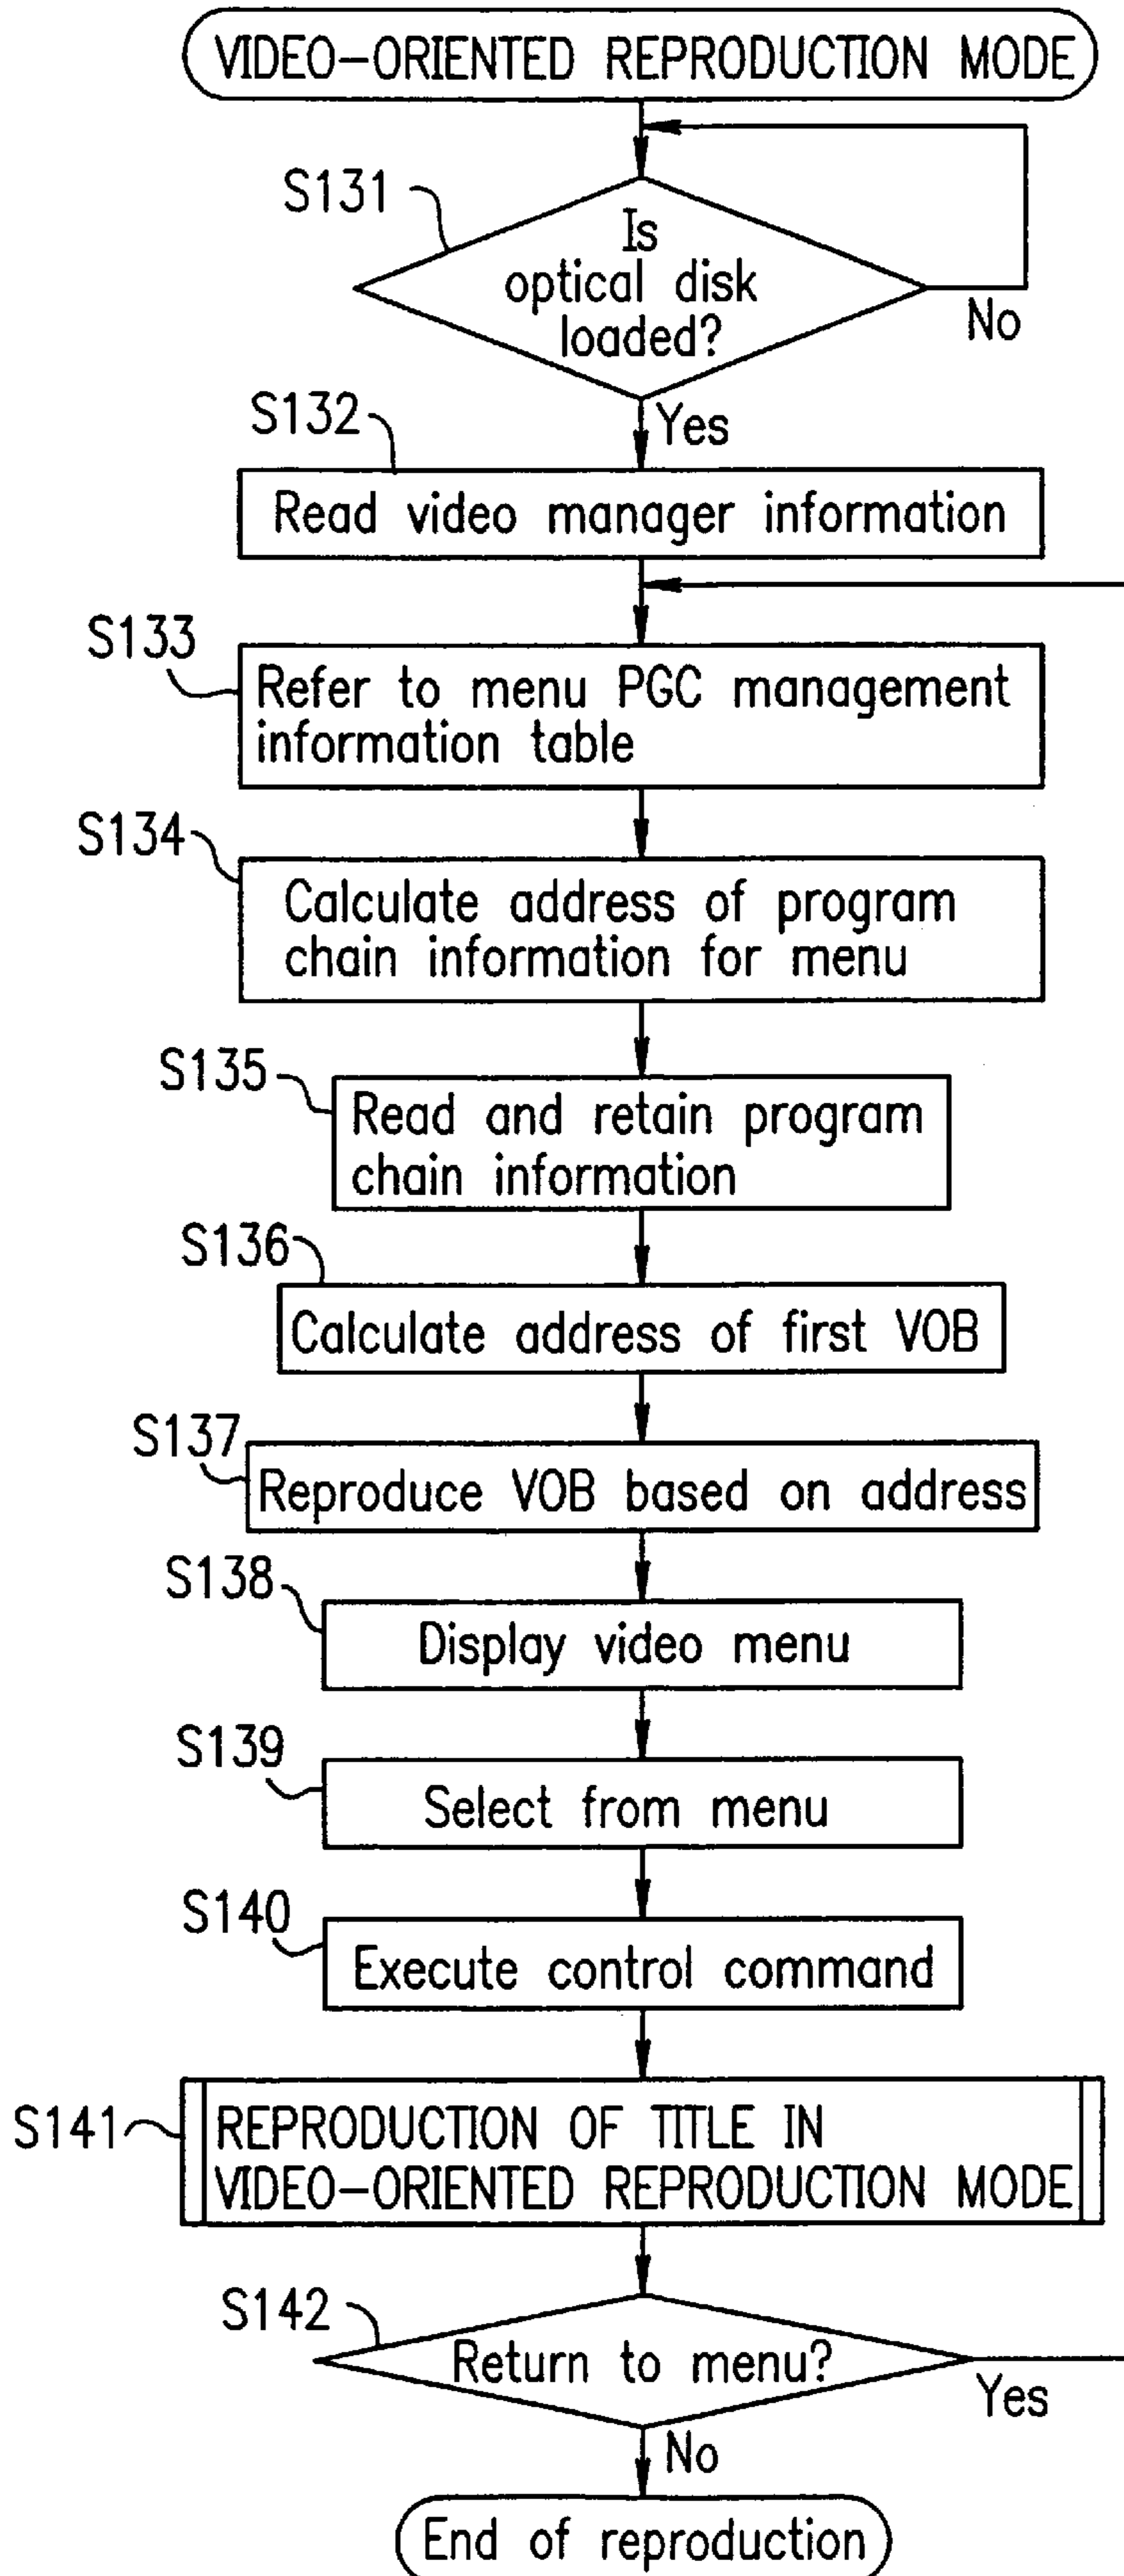 VIDEO-ORIENTED REPRODUCTION MODE
S131
Is
optical disk
loaded?
No
Yes
S132
Read video manager information
S133
Refer to menu PGC management
information table
S134
Calculate address of program
chain information for menu
S135
Read and retain program
chain information
S136
Calculate address of first VOB
S137
Reproduce VOB based on address
S138
Display video menu
S139
Select from menu
S140
Execute control command
S141
REPRODUCTION OF TITLE IN
VIDEO-ORIENTED REPRODUCTION MODE
S142
Return to menu?
Yes
No
End of reproduction